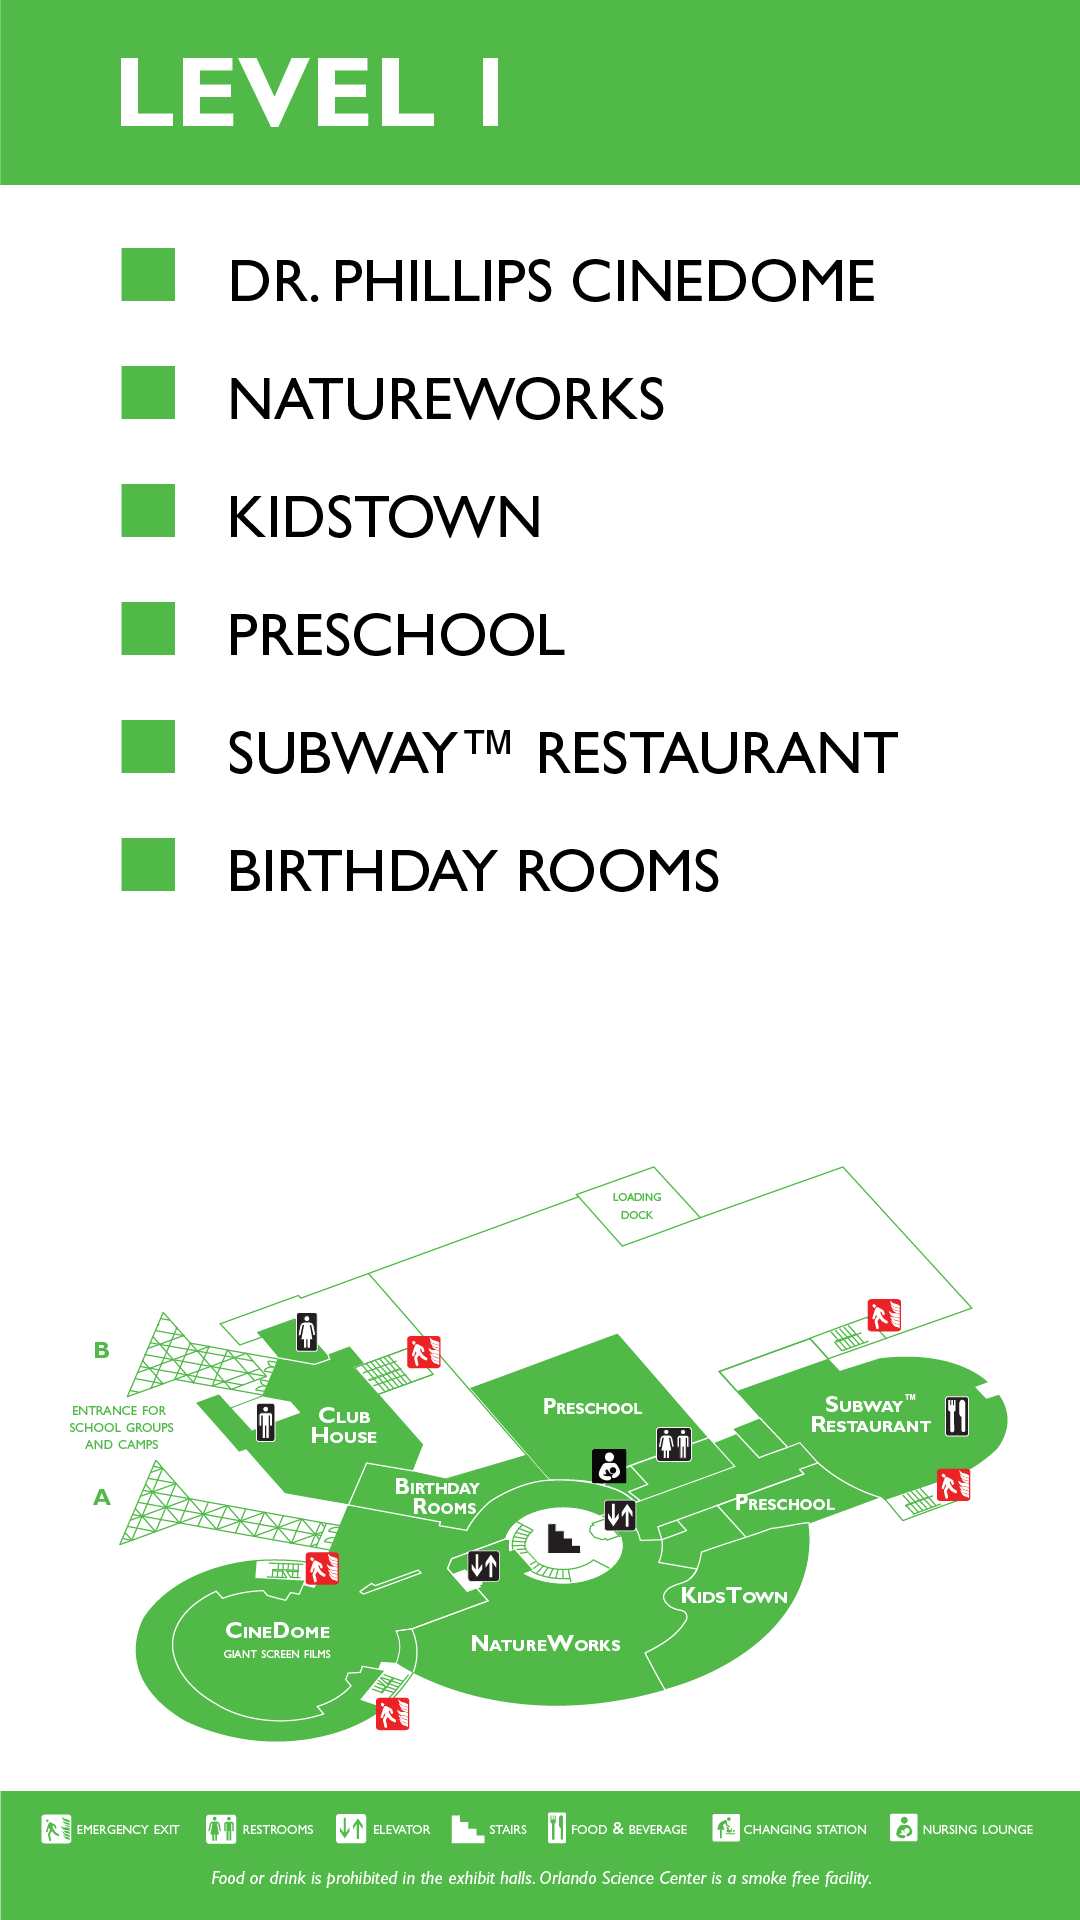 LEVEL 1
DR. PHILLIPS CINEDOME
NATUREWORKS
KIDSTOWN
PRESCHOOL
SUBWAY™ RESTAURANT
BIRTHDAY ROOMS
LOADING
DOCK
B
ENTRANCE FOR
SCHOOL GROUPS
AND CAMPS
A
CLUB
HOUSE
PRESCHOOL
SUBWAY™
RESTAURANT
BIRTHDAY
ROOMS
PRESCHOOL
KIDSTOWN
CINEDOME
GIANT SCREEN FILMS
NATUREWORKS
EMERGENCY EXIT
RESTROOMS
ELEVATOR
STAIRS
FOOD & BEVERAGE
CHANGING STATION
NURSING LOUNGE
Food or drink is prohibited in the exhibit halls. Orlando Science Center is a smoke free facility.